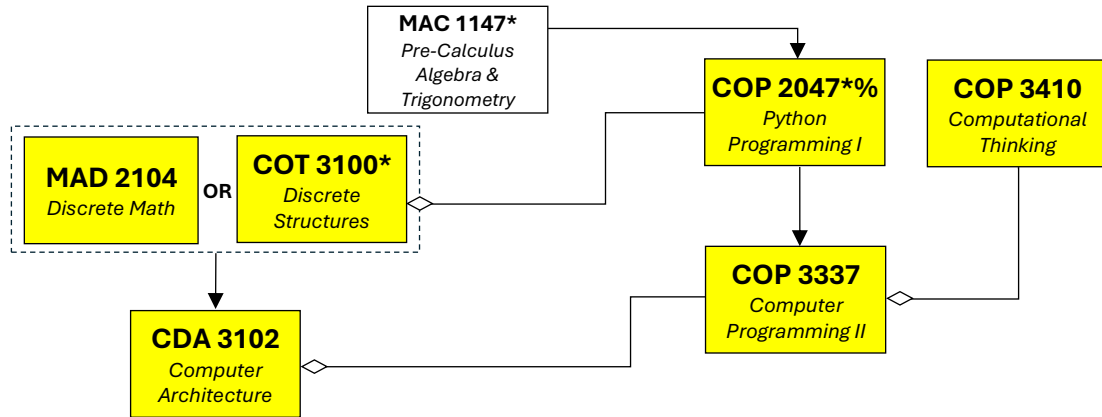 MAC 1147*
Pre-Calculus
Algebra &
Trigonometry
COP 2047*%
Python
Programming I
COP 3410
Computational
Thinking
MAD 2104
Discrete Math
OR
COT 3100*
Discrete
Structures
COP 3337
Computer
Programming II
CDA 3102
Computer
Architecture